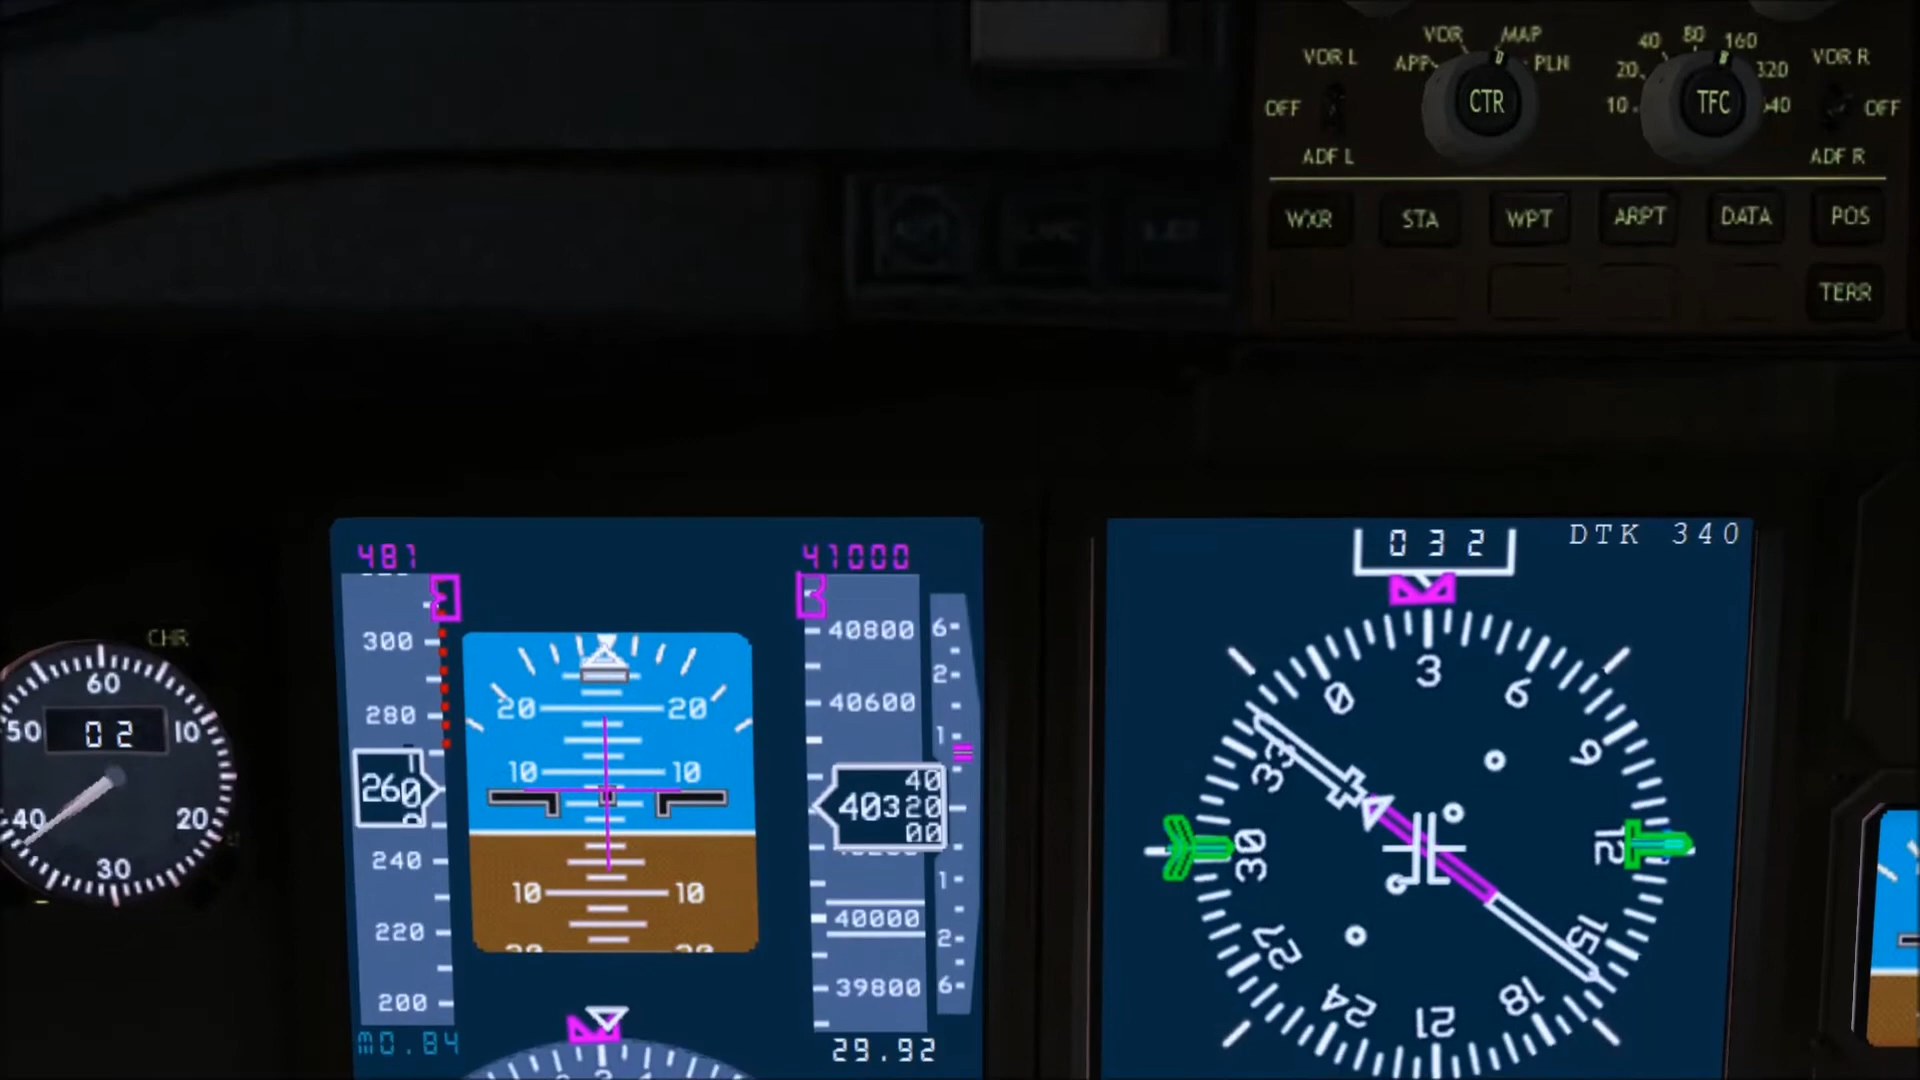 VOR L
APP
VOR
MAP
PLN
CTR
OFF
ADF L
10
20
40
80
160
320
TFC
VOR R
OFF
ADF R
WXR
STA
WPT
ARPT
DATA
POS
TERR
CHR
60
50
10
02
40
20
30
481
300
280
260
240
220
200
M0.84
20 20
10 10
10 10
41000
40800
40600
40
40320
00
40000
39800
29.92
6
2
1
1
2
6
032
DTK 340
0
3
6
9
12
15
18
21
24
27
30
33